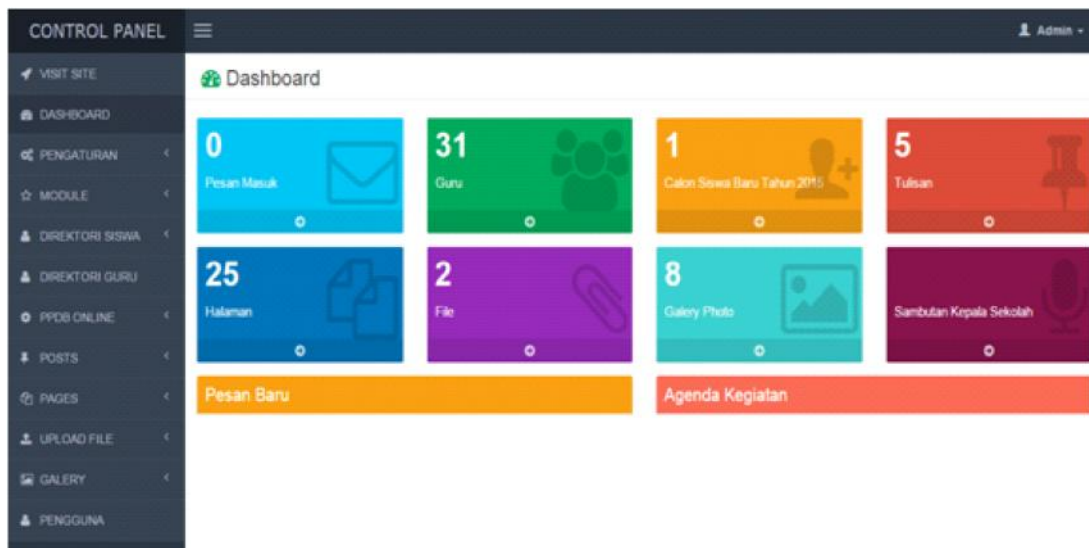 CONTROL PANEL
Admin
VISIT SITE
DASHBOARD
PENGATURAN
MODULE
DIREKTORI SISWA
DIREKTORI GURU
PPDB ONLINE
POSTS
PAGES
UPLOAD FILE
GALERY
PENGGUNA
Dashboard
0
Pesan Masuk
31
Guru
1
Calon Siswa Baru Tahun 2015
5
Tulisan
25
Halaman
2
File
8
Galery Photo
Sambutan Kepala Sekolah
Pesan Baru
Agenda Kegiatan